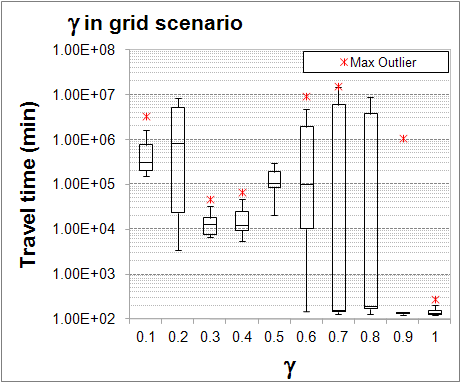 γ in grid scenario
Max Outlier
Travel time (min)
1.00E+08
1.00E+07
1.00E+06
1.00E+05
1.00E+04
1.00E+03
1.00E+02
0.1 0.2 0.3 0.4 0.5 0.6 0.7 0.8 0.9 1
γ